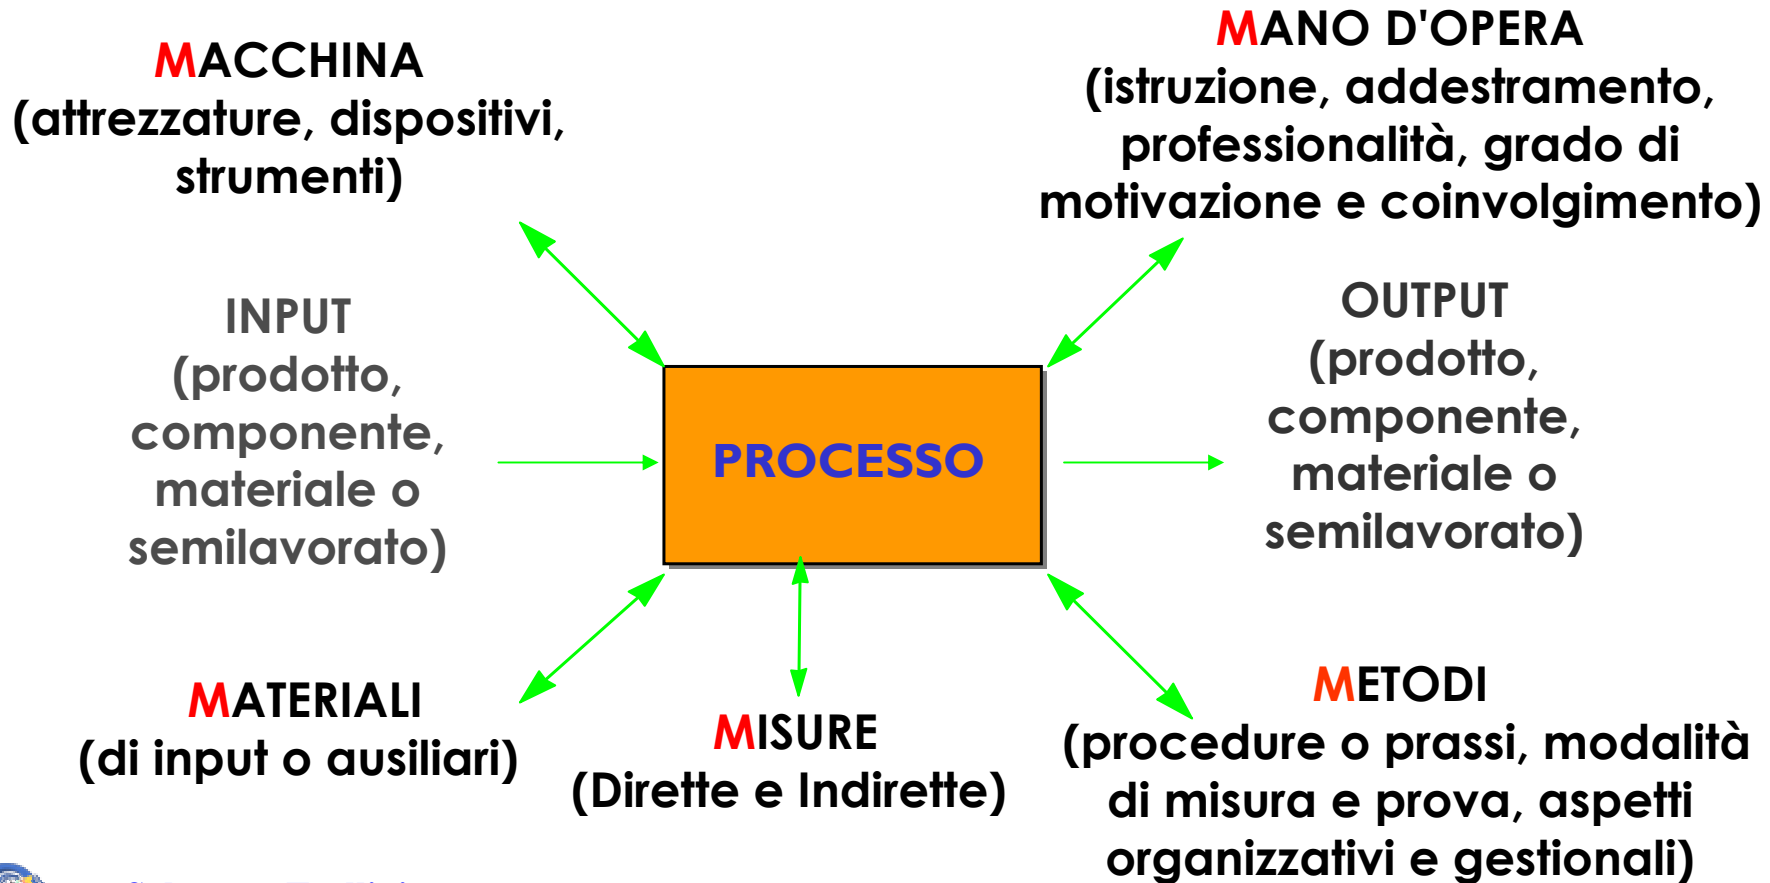 MACCHINA
(attrezzature, dispositivi,
strumenti)
MANO D'OPERA
(istruzione, addestramento,
professionalità, grado di
motivazione e coinvolgimento)
INPUT
(prodotto,
componente,
materiale o
semilavorato)
PROCESSO
OUTPUT
(prodotto,
componente,
materiale o
semilavorato)
MATERIALI
(di input o ausiliari)
MISURE
(Dirette e Indirette)
METODI
(procedure o prassi, modalità
di misura e prova, aspetti
organizzativi e gestionali)